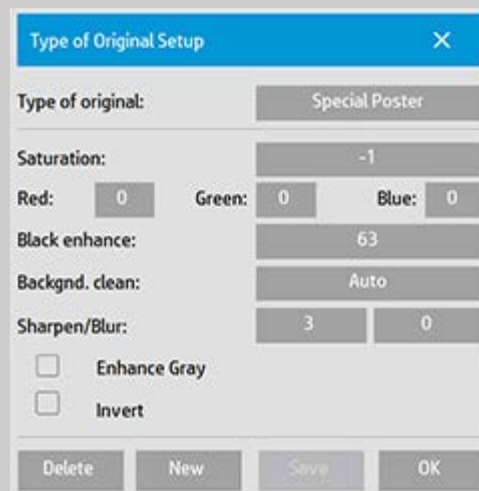 Type of Original Setup
Type of original: Special Poster
Saturation: -1
Red: 0 Green: 0 Blue: 0
Black enhance: 63
Backgnd. clean: Auto
Sharpen/Blur: 3 0
Enhance Gray
Invert
Delete New Save OK